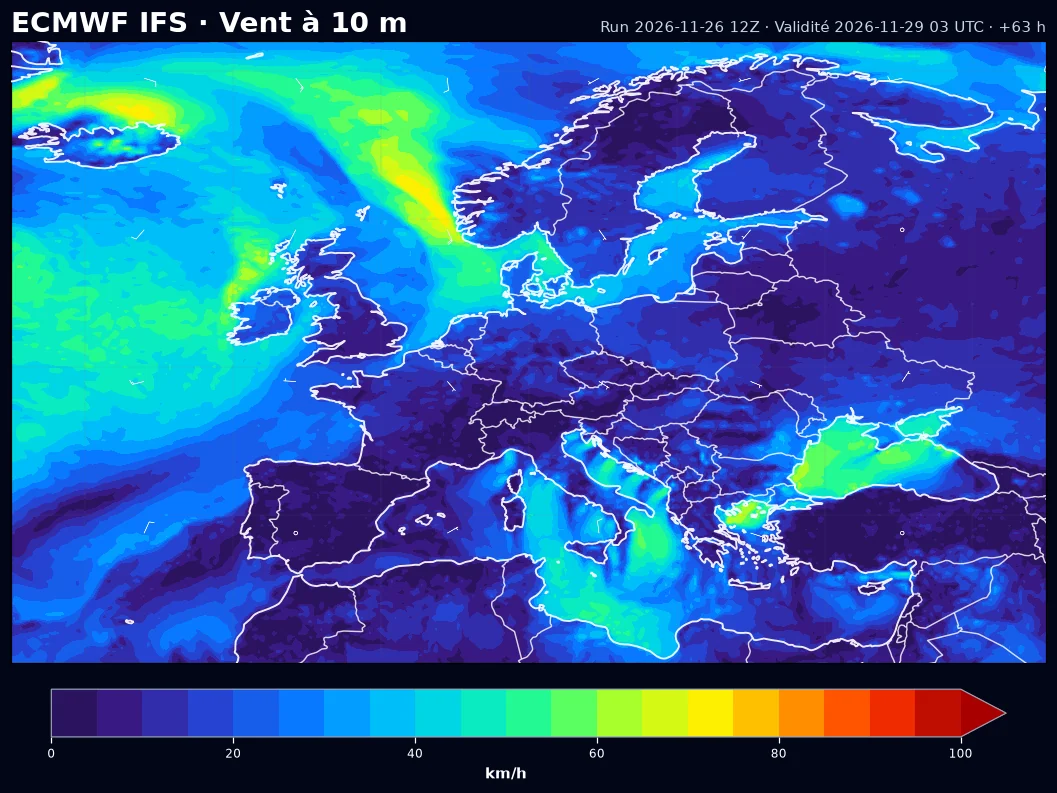 ECMWF IFS · Vent à 10 m
Run 2026-11-26 12Z · Validité 2026-11-29 03 UTC · +63 h
0 20 40 60 80 100
km/h